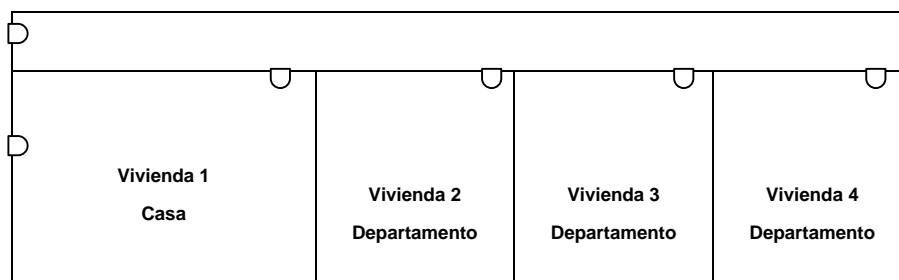 Vivienda 1
Casa
Vivienda 2
Departamento
Vivienda 3
Departamento
Vivienda 4
Departamento